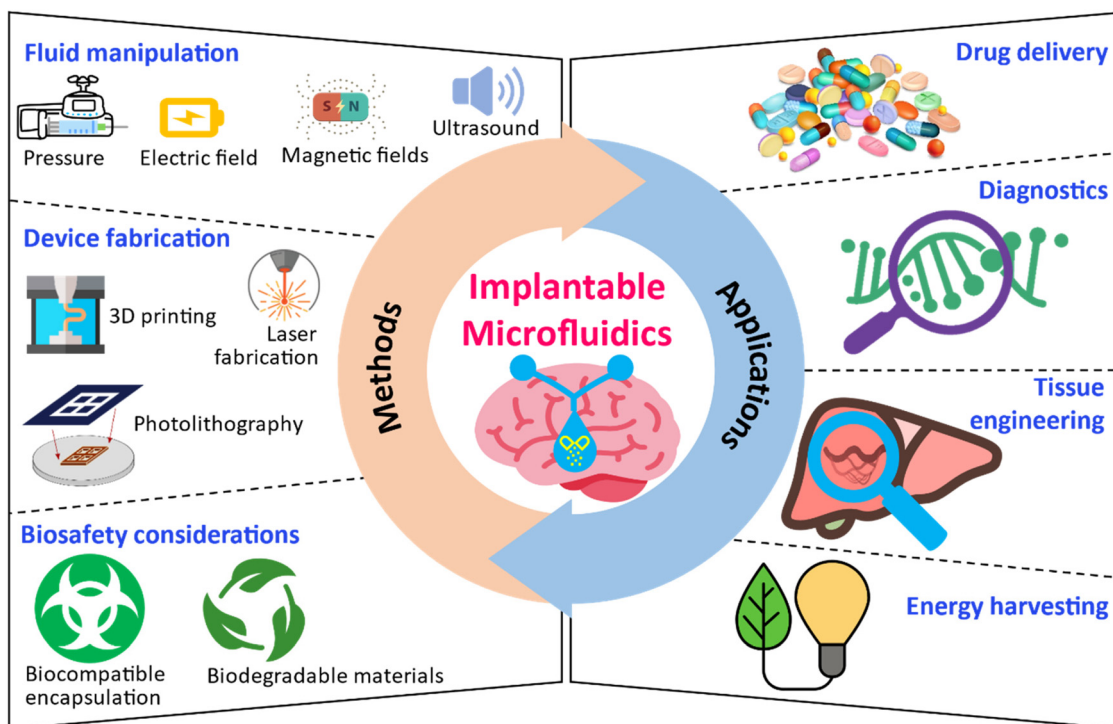 Fluid manipulation
Pressure
Electric field
S N
Magnetic fields
Ultrasound
Device fabrication
3D printing
Laser
fabrication
Photolithography
Biosafety considerations
Biocompatible
encapsulation
Biodegradable materials
Methods
Implantable
Microfluidics
Applications
Drug delivery
Diagnostics
Tissue
engineering
Energy harvesting